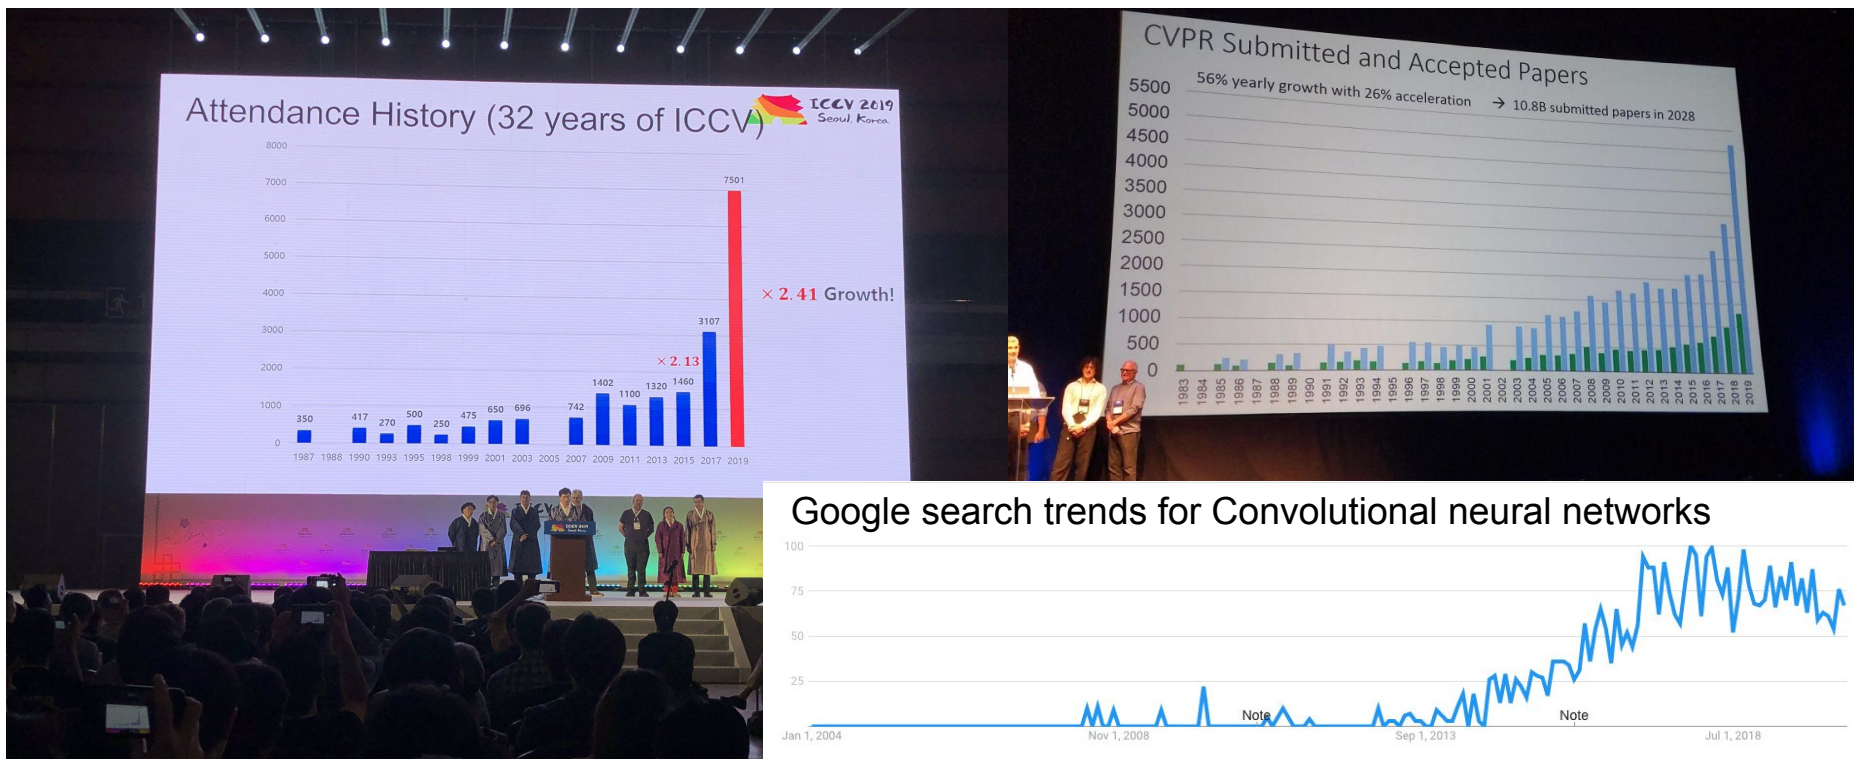 Attendance History (32 years of ICCV)
ICCV 2019
Seoul, Korea
8000
7000
6000
5000
4000
3000
2000
1000
0
350
417
270
500
250
475
650
696
742
1402
1100
1320
1460
3107
7501
× 2.13
× 2.41 Growth!
1987 1988 1990 1993 1995 1998 1999 2001 2003 2005 2007 2009 2011 2013 2015 2017 2019
ICCV 2019
CVPR Submitted and Accepted Papers
56% yearly growth with 26% acceleration → 10.8B submitted papers in 2028
5500
5000
4500
4000
3500
3000
2500
2000
1500
1000
500
0
1983 1984 1985 1986 1987 1988 1989 1990 1991 1992 1993 1994 1995 1996 1997 1998 1999 2000 2001 2002 2003 2004 2005 2006 2007 2008 2009 2010 2011 2012 2013 2014 2015 2016 2017 2018 2019
Google search trends for Convolutional neural networks
100
75
50
25
Note
Note
Jan 1, 2004
Nov 1, 2008
Sep 1, 2013
Jul 1, 2018